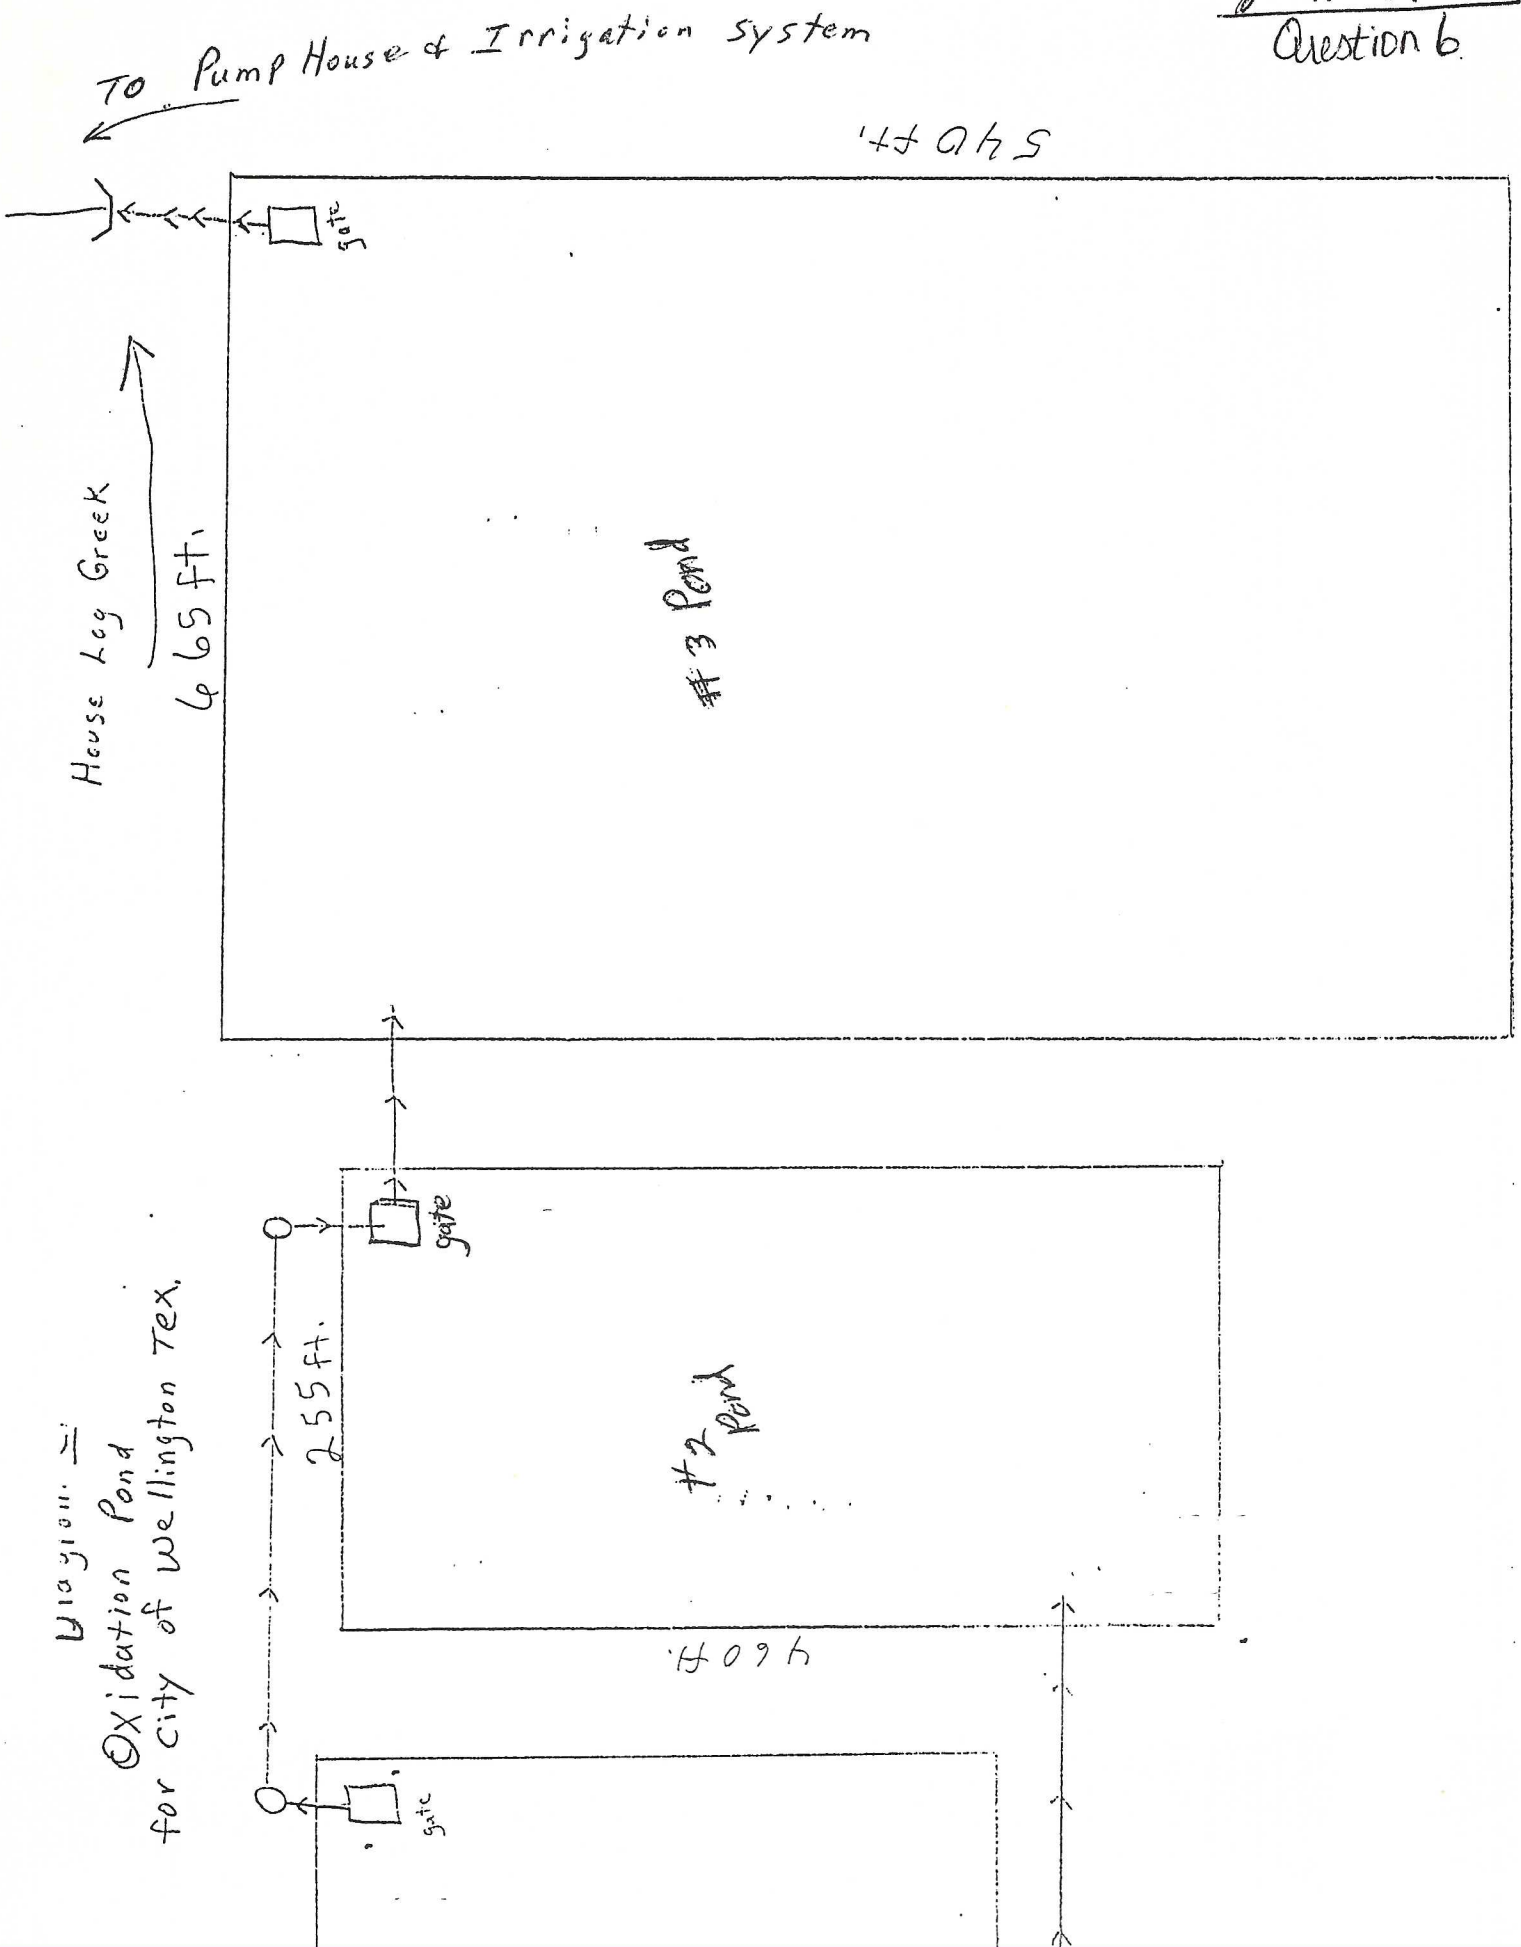 Question 6.
To Pump House & Irrigation System
540 ft.
gate
House Log Greek
665 ft.
#3 Pond
gate
255 ft.
#2
Pond
460 ft.
Oxidation Pond
for City of Wellington Tex.
gate